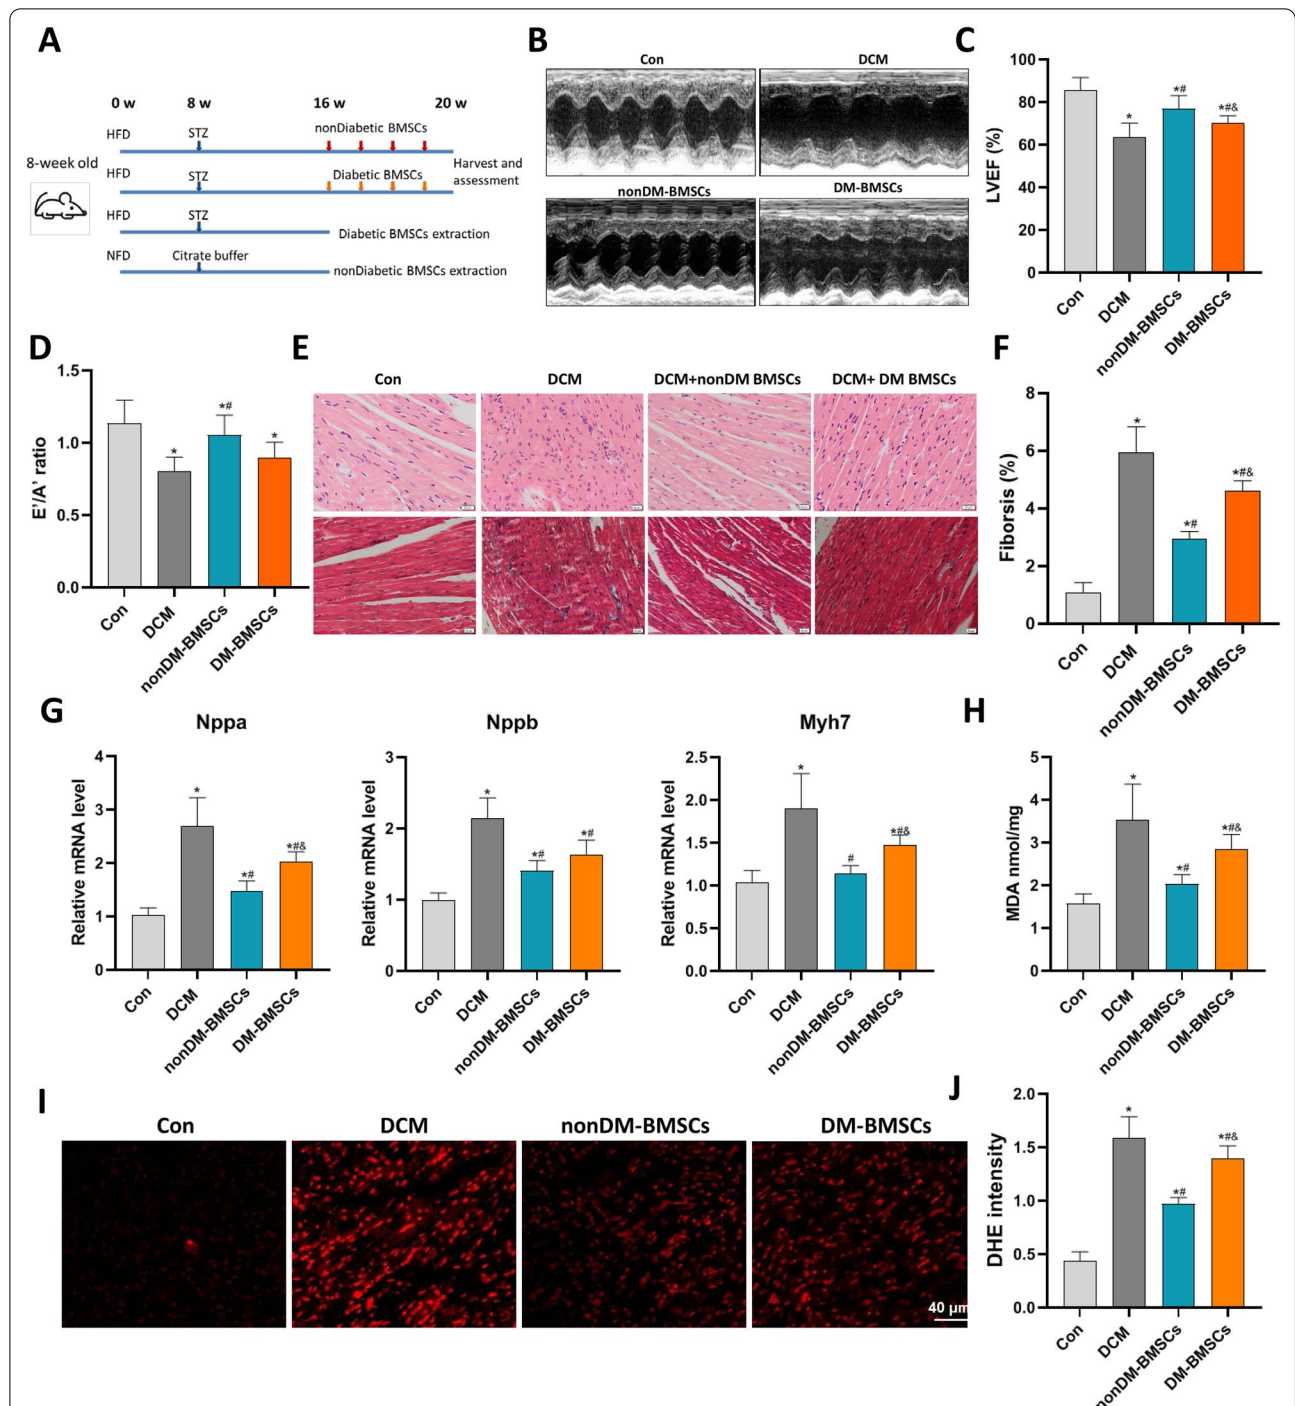 A
0 w 8 w 16 w 20 w
HFD STZ nonDiabetic BMSCs
8-week old
HFD STZ Diabetic BMSCs
Harvest and
assessment
HFD STZ
Diabetic BMSCs extraction
NFD Citrate buffer
nonDiabetic BMSCs extraction
B
Con DCM
nonDM-BMSCs DM-BMSCs
C
LVEF (%)
100
80
60
40
20
0
*
*#
*#&
Con DCM nonDM-BMSCs DM-BMSCs
D
E'/A' ratio
1.5
1.0
0.5
0.0
*
*#
*
Con DCM nonDM-BMSCs DM-BMSCs
E
Con DCM DCM+nonDM BMSCs DCM+ DM BMSCs
F
Fiborsis (%)
8
6
4
2
0
*
*#
*#&
Con DCM nonDM-BMSCs DM-BMSCs
G
Nppa
Relative mRNA level
4
3
2
1
0
*
*#
*#&
Con DCM nonDM-BMSCs DM-BMSCs
Nppb
Relative mRNA level
3
2
1
0
*
*#
*#
Con DCM nonDM-BMSCs DM-BMSCs
Myh7
Relative mRNA level
2.5
2.0
1.5
1.0
0.5
0.0
*
#
*#&
Con DCM nonDM-BMSCs DM-BMSCs
H
MDA nmol/mg
5
4
3
2
1
0
*
*#
*#&
Con DCM nonDM-BMSCs DM-BMSCs
I
Con DCM nonDM-BMSCs DM-BMSCs
40 μm
J
DHE intensity
2.0
1.5
1.0
0.5
0.0
*
*#
*#&
Con DCM nonDM-BMSCs DM-BMSCs